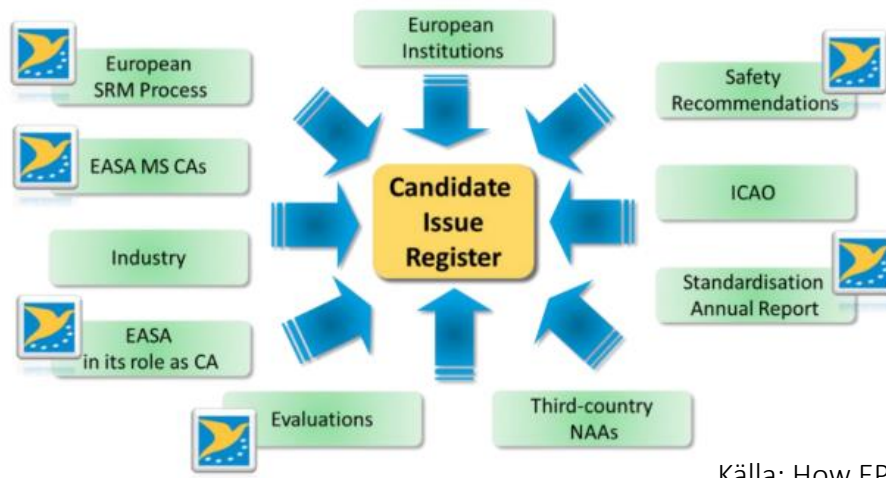 European
Institutions
European
SRM Process
Safety
Recommendations
EASA MS CAs
Candidate
Issue
Register
ICAO
Industry
Standardisation
Annual Report
EASA
in its role as CA
Evaluations
Third-country
NAAs
Källa: How